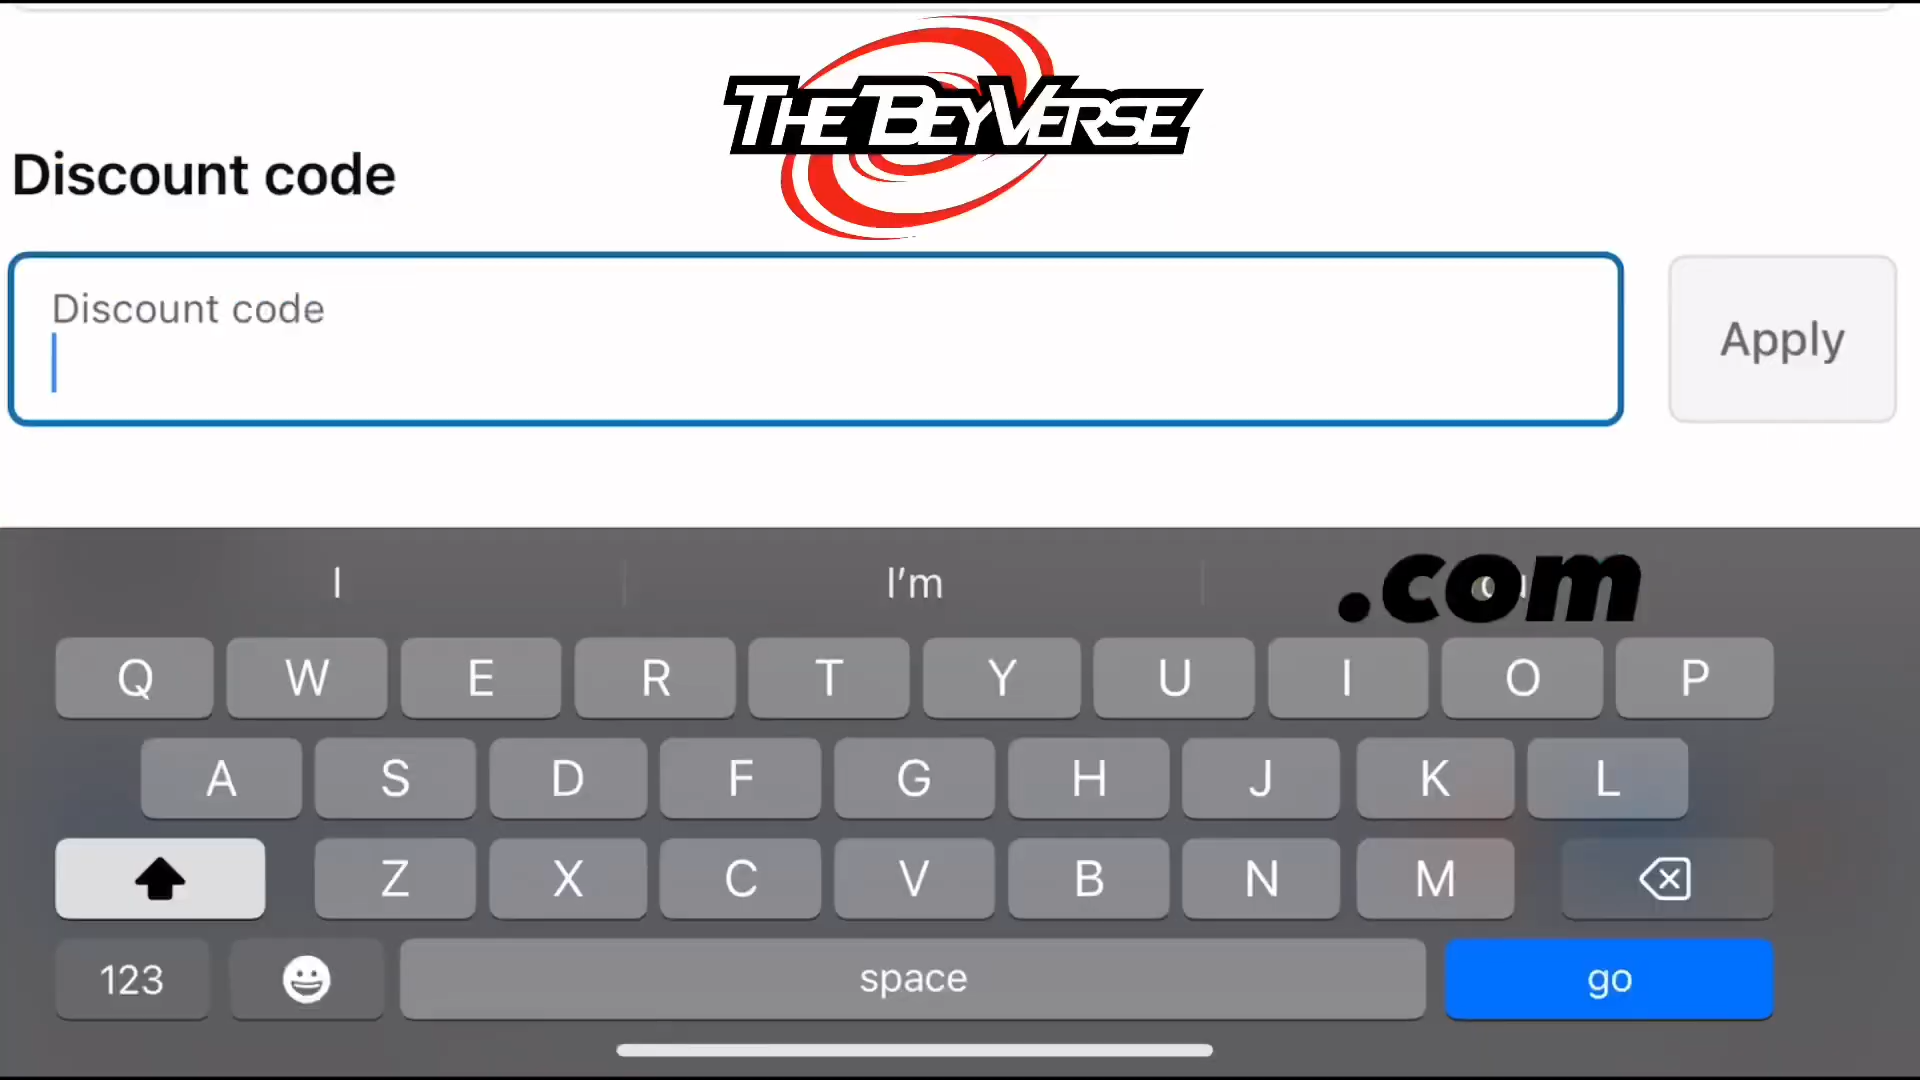 THE BEYVERSE
Discount code
Discount code
Apply
I
I'm
.com
Q W E R T Y U I O P
A S D F G H J K L
Z X C V B N M
123
space
go